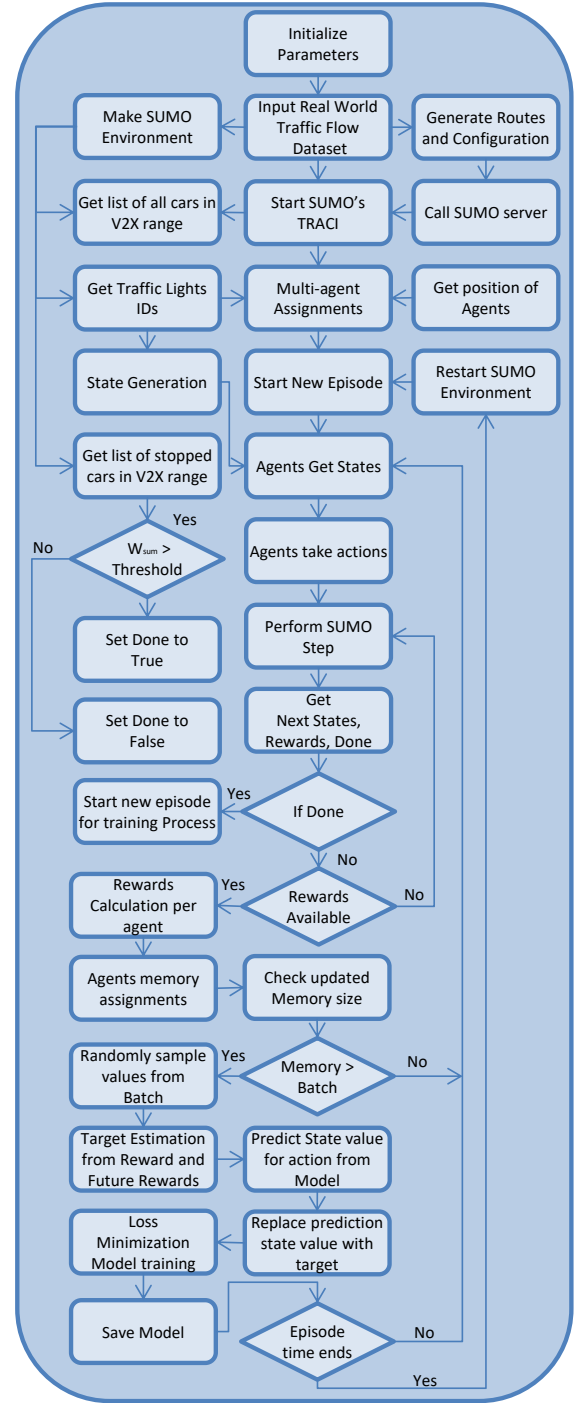 Initialize
Parameters
Make SUMO
Environment
Input Real World
Traffic Flow
Dataset
Generate Routes
and Configuration
Get list of all cars in
V2X range
Start SUMO's
TRACI
Call SUMO server
Get Traffic Lights
IDs
Multi-agent
Assignments
Get position of
Agents
State Generation
Start New Episode
Restart SUMO
Environment
Get list of stopped
cars in V2X range
Agents Get States
Yes
No
Wsum >
Threshold
Agents take actions
Set Done to
True
Perform SUMO
Step
Set Done to
False
Get
Next States,
Rewards, Done
Start new episode
for training Process
Yes
If Done
No
Rewards
Calculation per
agent
Yes
Rewards
Available
No
Agents memory
assignments
Check updated
Memory size
Randomly sample
values from
Batch
Yes
Memory >
Batch
No
Target Estimation
from Reward and
Future Rewards
Predict State value
for action from
Model
Loss
Minimization
Model training
Replace prediction
state value with
target
Save Model
Episode
time ends
No
Yes